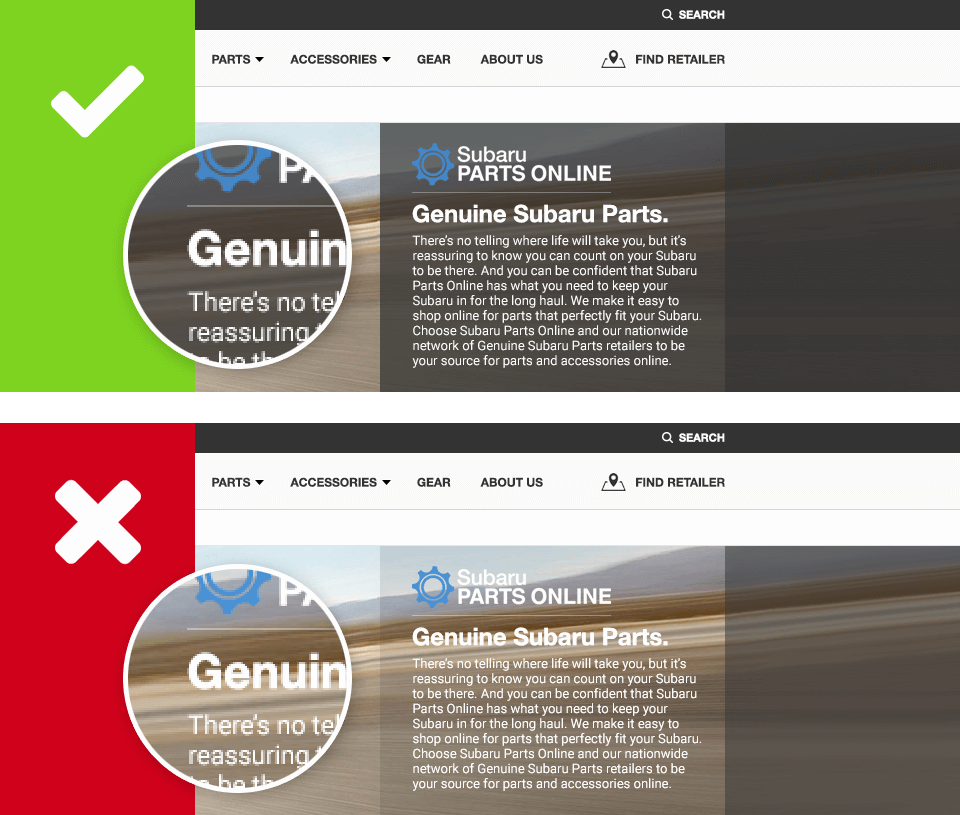 SEARCH
PARTS ACCESSORIES GEAR ABOUT US FIND RETAILER
Subaru
PARTS ONLINE
Genuine Subaru Parts.
There's no telling where life will take you, but it's
reassuring to know you can count on your Subaru
to be there. And you can be confident that Subaru
Parts Online has what you need to keep your
Subaru in for the long haul. We make it easy to
shop online for parts that perfectly fit your Subaru.
Choose Subaru Parts Online and our nationwide
network of Genuine Subaru Parts retailers to be
your source for parts and accessories online.
PA
Genuin
There's no tel
reassuring t
to be the
SEARCH
PARTS ACCESSORIES GEAR ABOUT US FIND RETAILER
Subaru
PARTS ONLINE
Genuine Subaru Parts.
There's no telling where life will take you, but it's
reassuring to know you can count on your Subaru
to be there. And you can be confident that Subaru
Parts Online has what you need to keep your
Subaru in for the long haul. We make it easy to
shop online for parts that perfectly fit your Subaru.
Choose Subaru Parts Online and our nationwide
network of Genuine Subaru Parts retailers to be
your source for parts and accessories online.
PA
Genuin
There's no tel
reassuring t
to be the